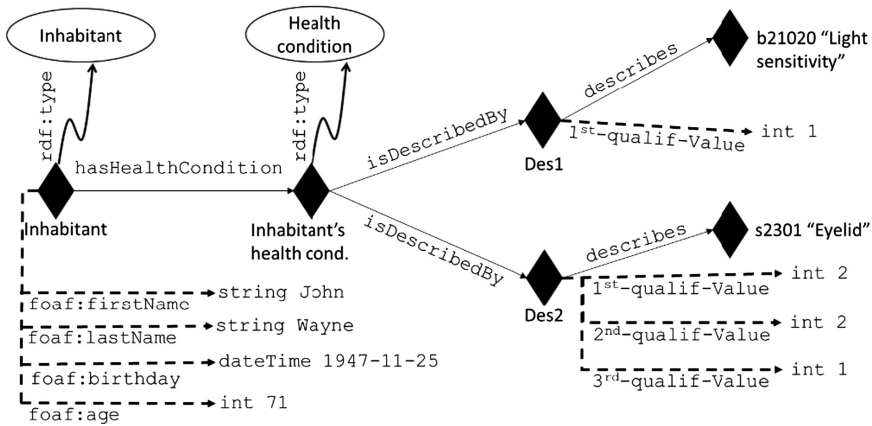 Inhabitant
Health
condition
rdf:type
rdf:type
describes
b21020 "Light
sensitivity"
isDescribedBy
1st-qualif-Value
int 1
Des1
hasHealthCondition
Inhabitant
Inhabitant's
health cond.
isDescribedBy
describes
s2301 "Eyelid"
Des2
1st-qualif-Value
int 2
2nd-qualif-Value
int 2
3rd-qualif-Value
int 1
foaf:firstName
string John
foaf:lastName
string Wayne
foaf:birthday
dateTime 1947-11-25
foaf:age
int 71